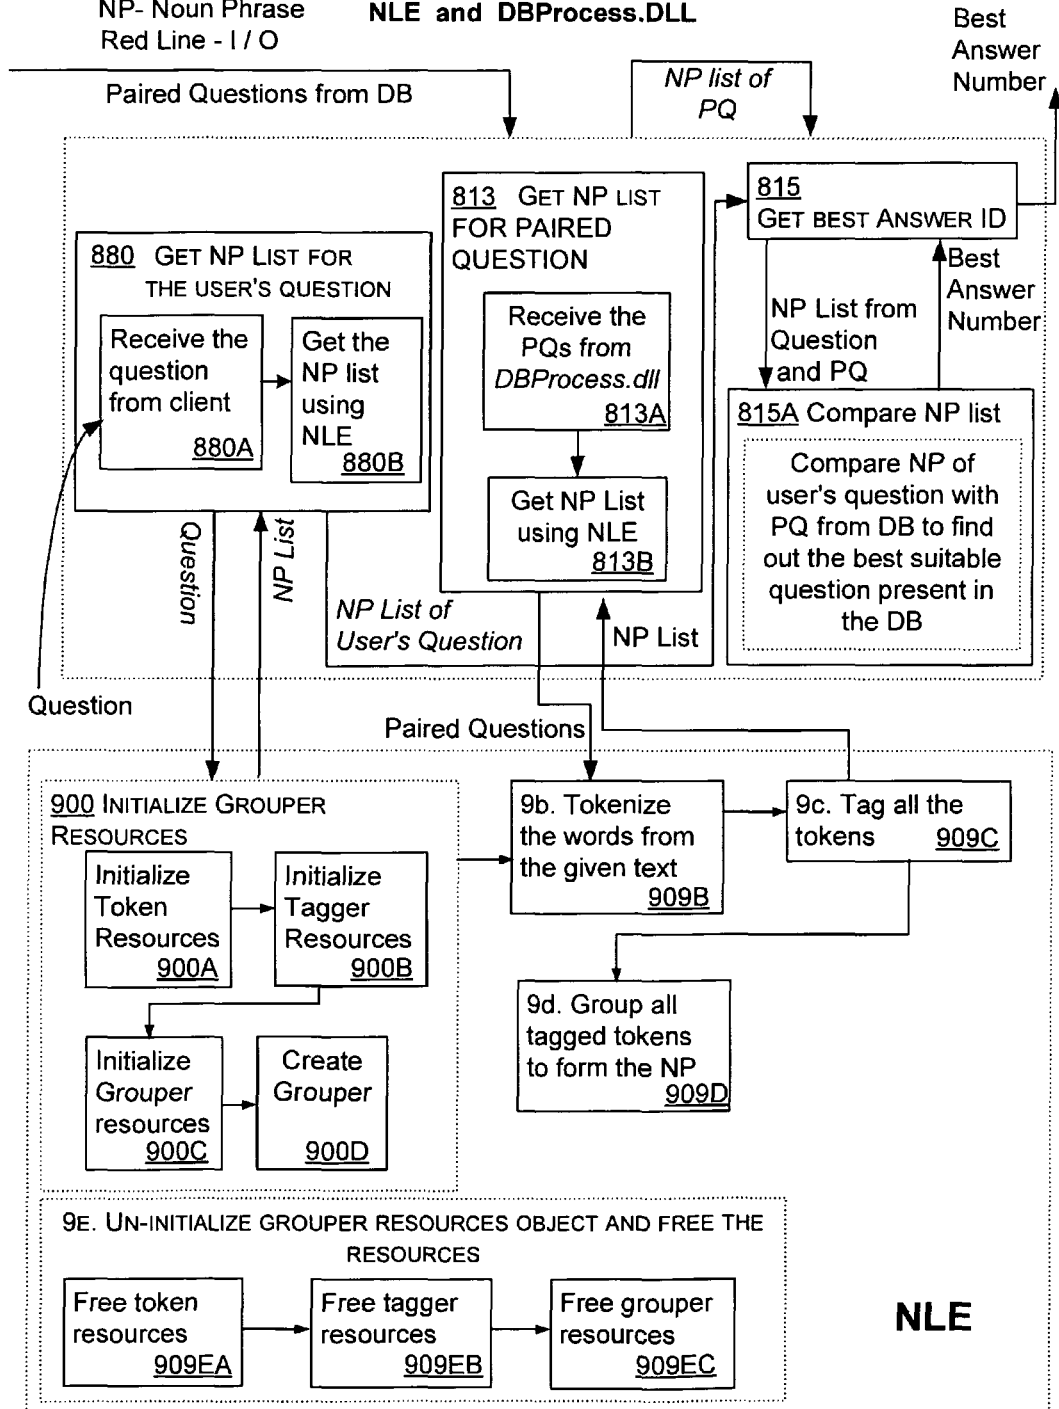 NP- Noun Phrase
Red Line - I / O
NLE and DBProcess.DLL
Best
Answer
Number
Paired Questions from DB
NP list of
PQ
880 GET NP LIST FOR
THE USER'S QUESTION
Receive the
question
from client
880A
Get the
NP list
using
NLE
880B
813 GET NP LIST
FOR PAIRED
QUESTION
Receive the
PQs from
DBProcess.dll
813A
Get NP List
using NLE
813B
815
GET BEST ANSWER ID
NP List from
Question
and PQ
Best
Answer
Number
815A Compare NP list
Compare NP of
user's question with
PQ from DB to find
out the best suitable
question present in
the DB
Question
NP List
NP List of
User's Question
NP List
Question
Paired Questions
900 INITIALIZE GROUPER
RESOURCES
Initialize
Token
Resources
900A
Initialize
Tagger
Resources
900B
Initialize
Grouper
resources
900C
Create
Grouper
900D
9b. Tokenize
the words from
the given text
909B
9c. Tag all the
tokens 909C
9d. Group all
tagged tokens
to form the NP
909D
9E. UN-INITIALIZE GROUPER RESOURCES OBJECT AND FREE THE
RESOURCES
Free token
resources
909EA
Free tagger
resources
909EB
Free grouper
resources
909EC
NLE